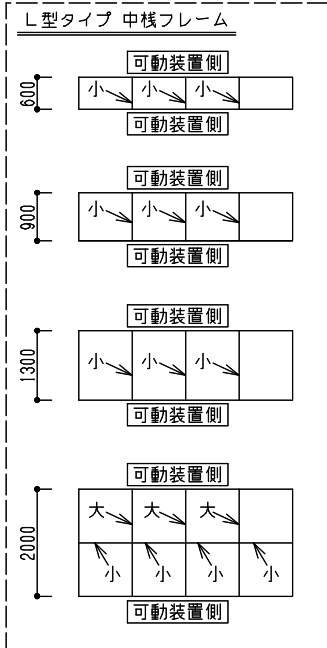 L型タイプ 中桟フレーム
可動装置側
600
小 小 小
可動装置側
可動装置側
900
小 小 小
可動装置側
可動装置側
1300
小 小 小
可動装置側
可動装置側
2000
大 大 大
小 小 小 小
可動装置側